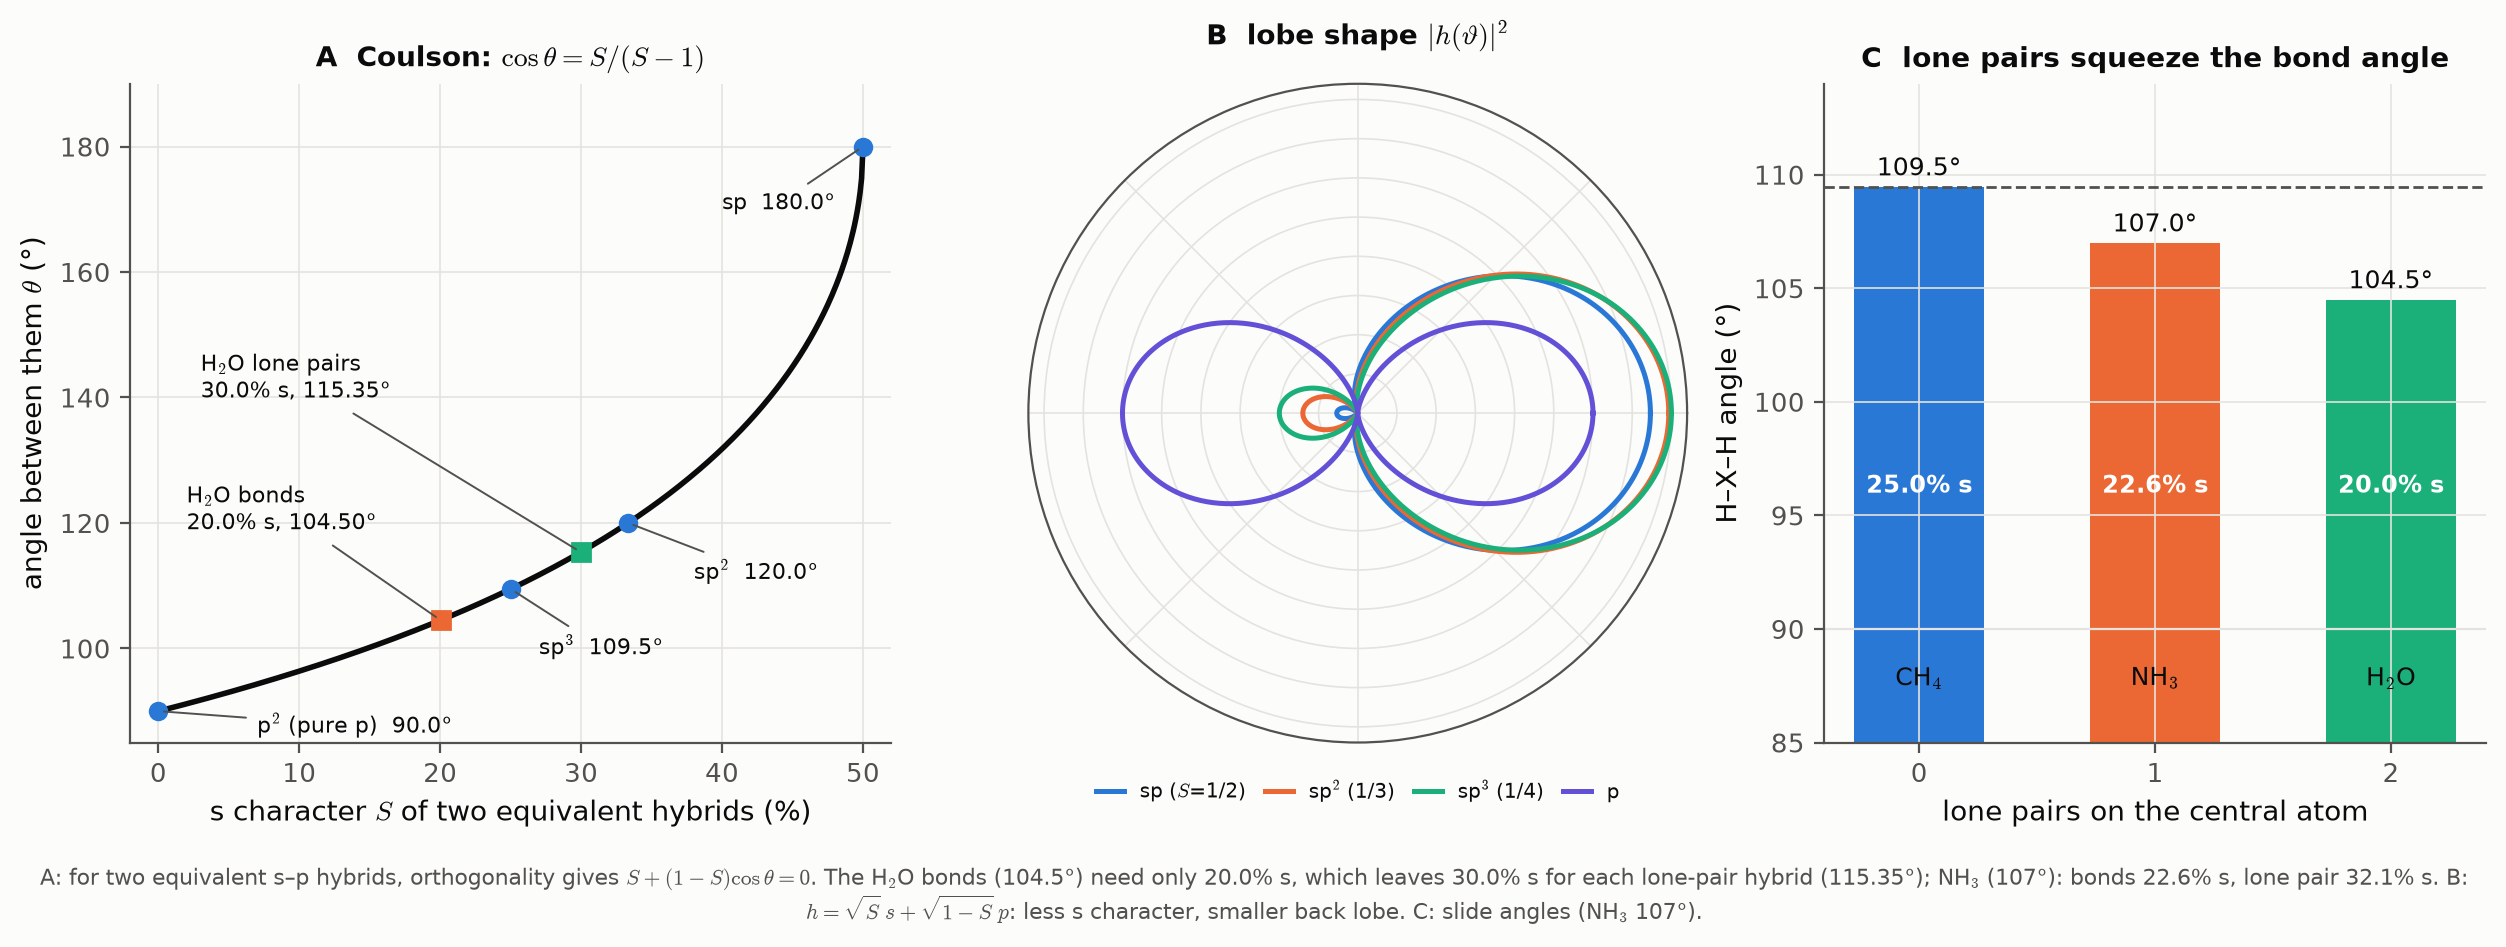 A Coulson: cos θ = S/(S − 1)
180
160
140
120
100
angle between them θ (°)
sp 180.0°
H₂O lone pairs
30.0% s, 115.35°
H₂O bonds
20.0% s, 104.50°
sp² 120.0°
sp³ 109.5°
p² (pure p) 90.0°
0 10 20 30 40 50
s character S of two equivalent hybrids (%)
B lobe shape |h(ϑ)|²
sp (S=1/2) sp² (1/3) sp³ (1/4) p
C lone pairs squeeze the bond angle
110
105
100
95
90
85
H–X–H angle (°)
109.5°
107.0°
104.5°
25.0% s 22.6% s 20.0% s
CH₄ NH₃ H₂O
0 1 2
lone pairs on the central atom
A: for two equivalent s–p hybrids, orthogonality gives S + (1 − S)cos θ = 0. The H₂O bonds (104.5°) need only 20.0% s, which leaves 30.0% s for each lone-pair hybrid (115.35°); NH₃ (107°): bonds 22.6% s, lone pair 32.1% s. B:
h = √S s + √(1 − S) p: less s character, smaller back lobe. C: slide angles (NH₃ 107°).